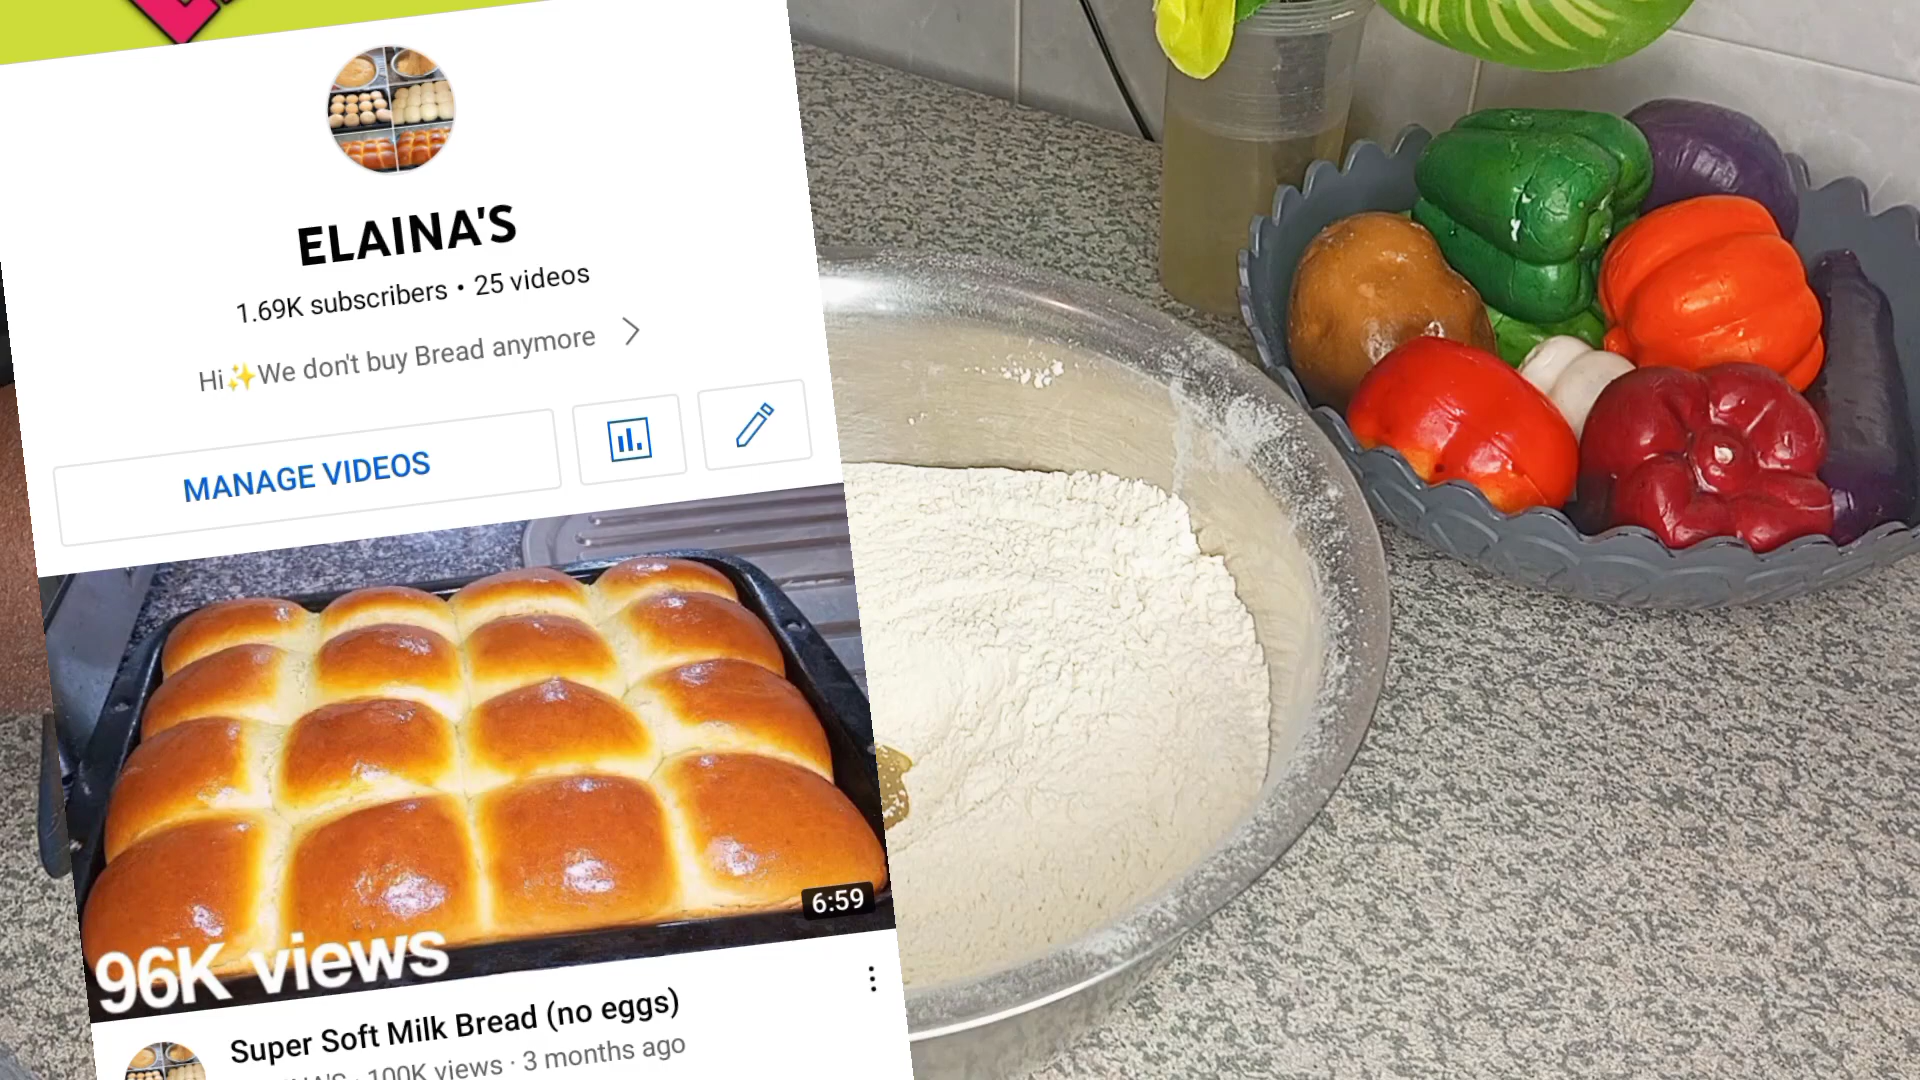 ELAINA'S
1.69K subscribers • 25 videos
Hi✨We don't buy Bread anymore
MANAGE VIDEOS
6:59
96K views
Super Soft Milk Bread (no eggs)
100K views · 3 months ago